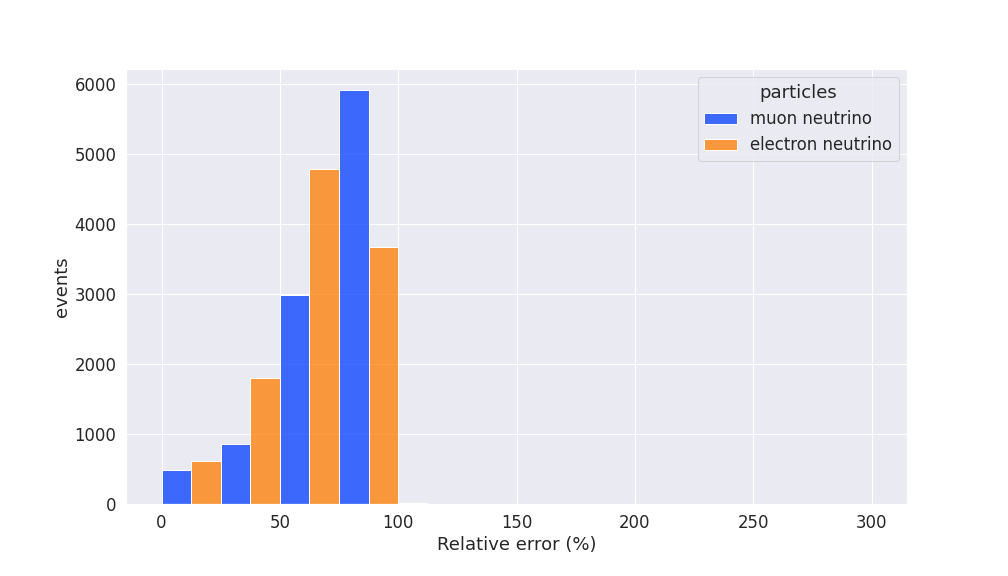 particles
muon neutrino
electron neutrino
6000
5000
4000
3000
2000
1000
0
events
0 50 100 150 200 250 300
Relative error (%)